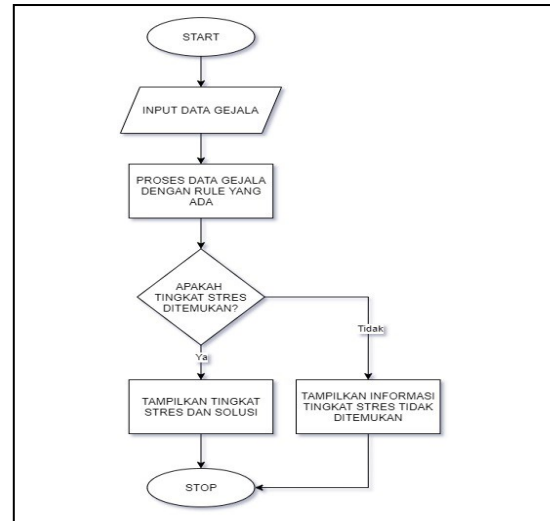 START
INPUT DATA GEJALA
PROSES DATA GEJALA
DENGAN RULE YANG
ADA
APAKAH
TINGKAT STRES
DITEMUKAN?
Tidak
Ya
TAMPILKAN TINGKAT
STRES DAN SOLUSI
TAMPILKAN INFORMASI
TINGKAT STRES TIDAK
DITEMUKAN
STOP